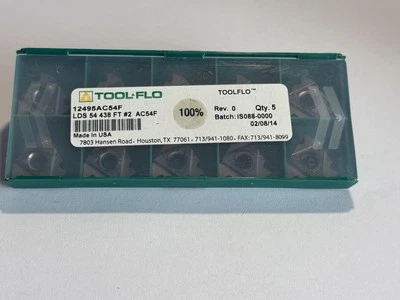 TOOL-FLO TOOLFLO™
12495AC54F Rev. 0 Qty. 5
LDS 54 438 FT #2 AC54F 100% Batch: IS088-0000
Made in USA 02/08/14
7803 Hansen Road- Houston, TX 77061- 713/941-1080- FAX:713/941-8099